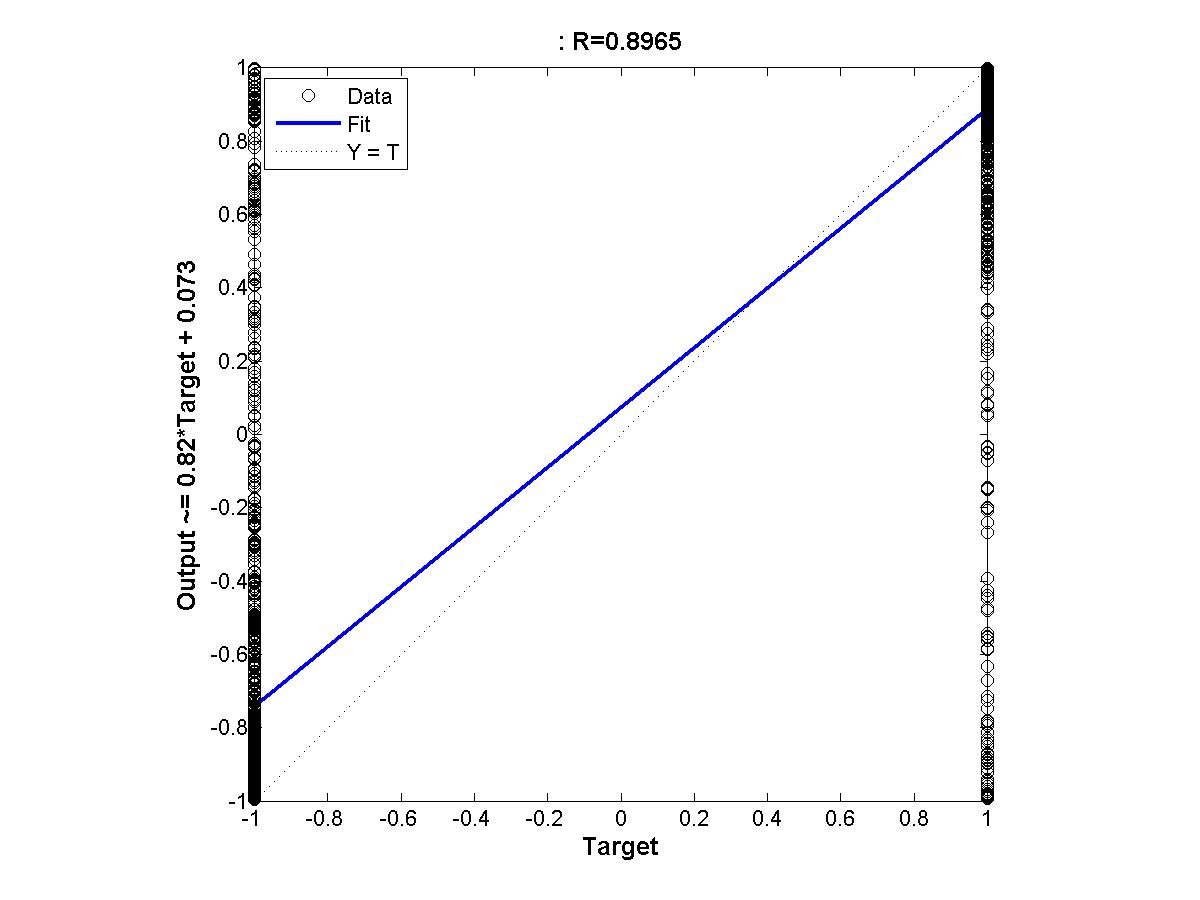 : R=0.8965
Data
Fit
Y = T
1
0.8
0.6
0.4
0.2
0
-0.2
-0.4
-0.6
-0.8
-1
Output ~= 0.82*Target + 0.073
-1 -0.8 -0.6 -0.4 -0.2 0 0.2 0.4 0.6 0.8 1
Target